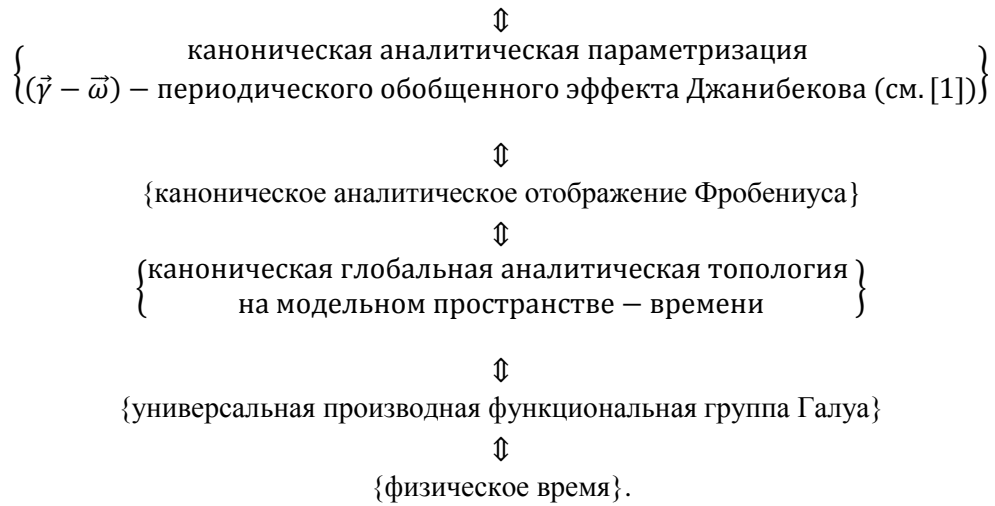 ⇕
{каноническая аналитическая параметризация
(γ⃗ − ω⃗) − периодического обобщенного эффекта Джанибекова (см. [1])}
⇕
{каноническое аналитическое отображение Фробениуса}
⇕
{каноническая глобальная аналитическая топология
на модельном пространстве − времени}
⇕
{универсальная производная функциональная группа Галуа}
⇕
{физическое время}.